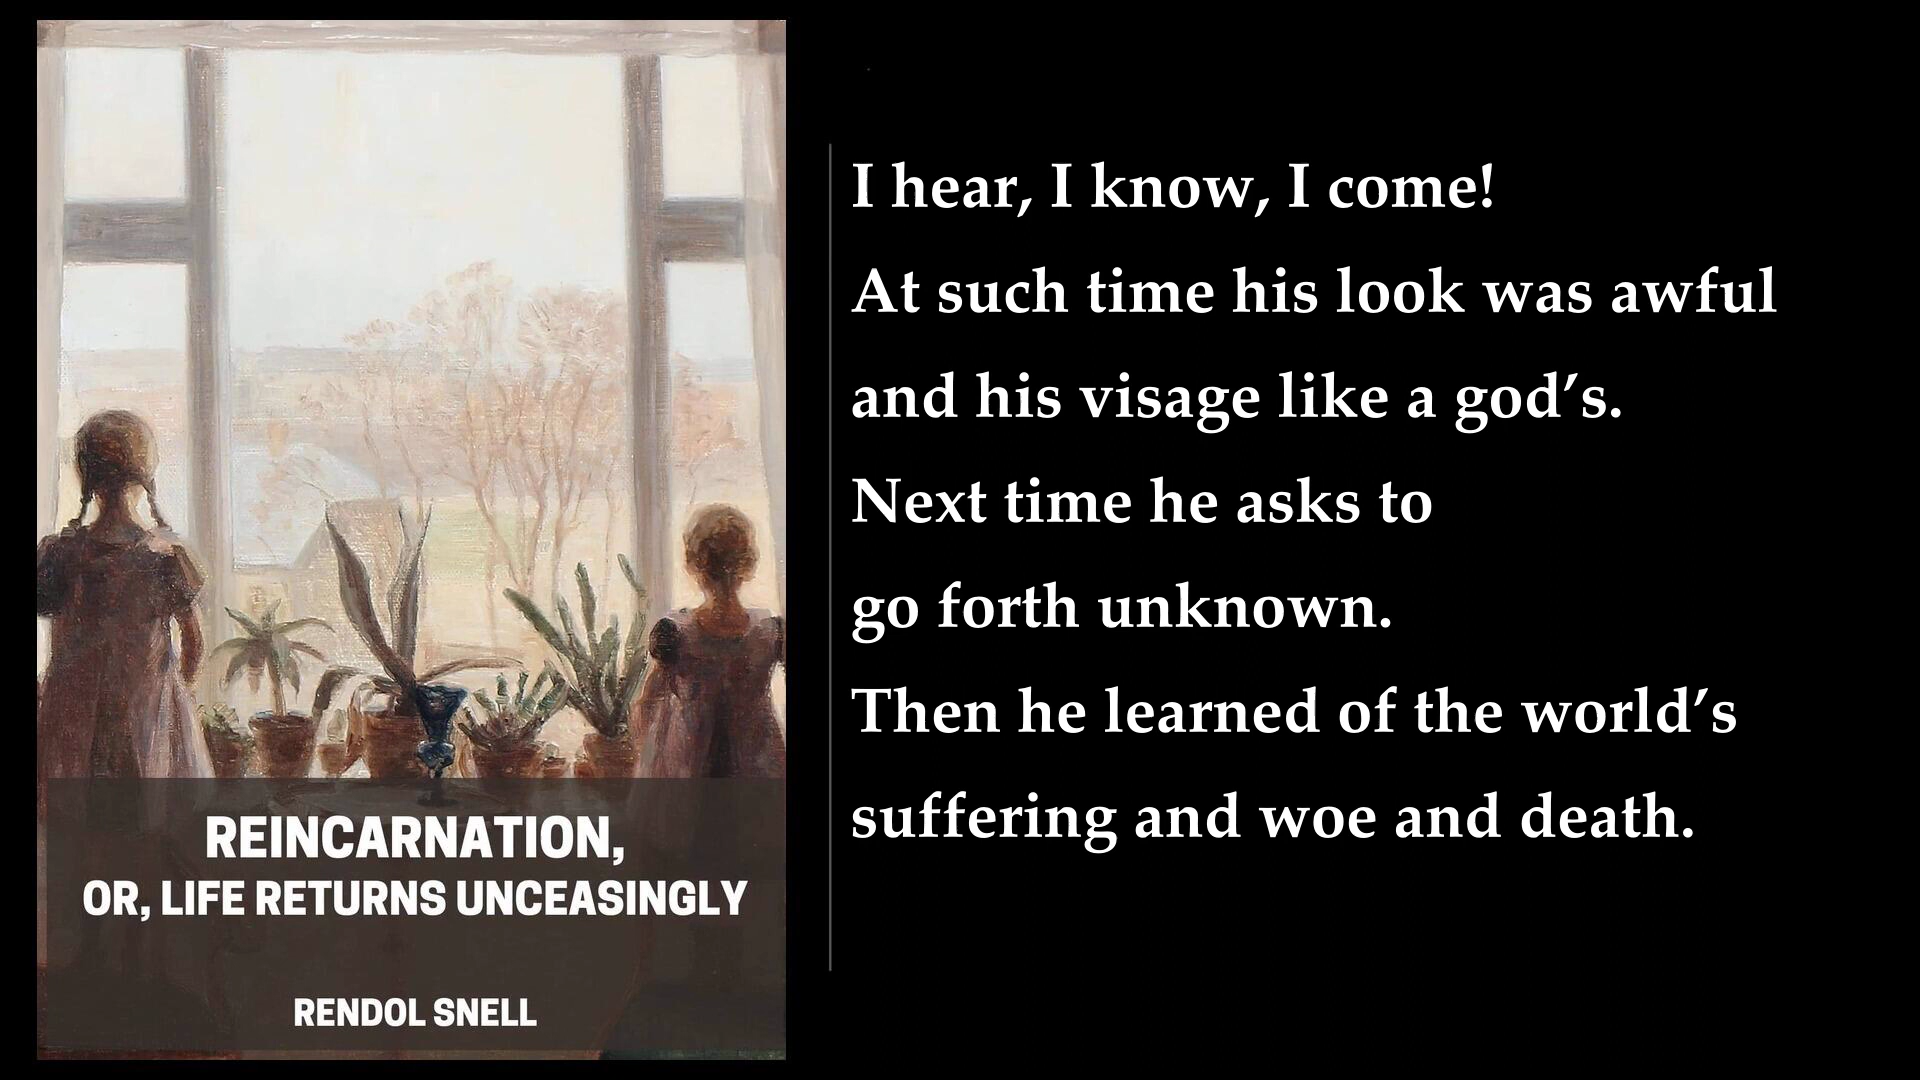 I hear, I know, I come!
At such time his look was awful
and his visage like a god’s.
Next time he asks to
go forth unknown.
Then he learned of the world’s
suffering and woe and death.
REINCARNATION,
OR, LIFE RETURNS UNCEASINGLY
RENDOL SNELL